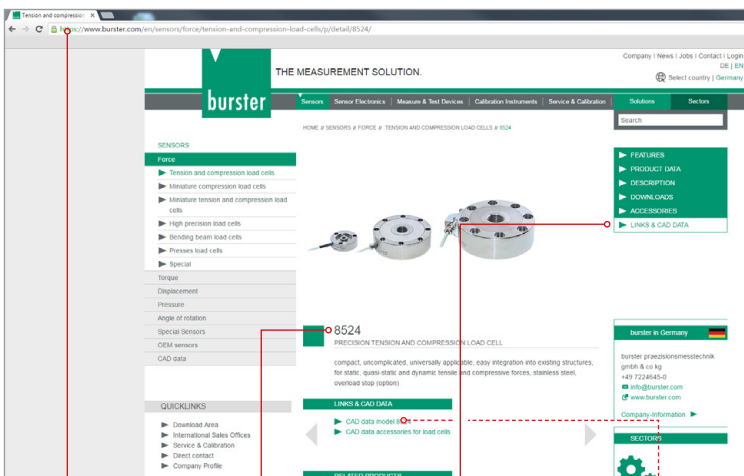 Tension and compression
https://www.burster.com/en/sensors/force/tension-and-compression-load-cells/p/detail/8524/
Company I News I Jobs I Contact I Login
DE | EN
Select country | Germany
THE MEASUREMENT SOLUTION.
burster
Sensors Sensor Electronics Measure & Test Devices Calibration Instruments Service & Calibration Solutions Sectors
Search
HOME // SENSORS // FORCE // TENSION AND COMPRESSION LOAD CELLS // 8524
SENSORS
Force
Tension and compression load cells
Miniature compression load cells
Miniature tension and compression load
cells
High precision load cells
Bending beam load cells
Presses load cells
Special
Torque
Displacement
Pressure
Angle of rotation
Special Sensors
OEM sensors
CAD data
FEATURES
PRODUCT DATA
DESCRIPTION
DOWNLOADS
ACCESSORIES
LINKS & CAD DATA
8524
PRECISION TENSION AND COMPRESSION LOAD CELL
compact, uncomplicated, universally applicable, easy integration into existing structures,
for static, quasi-static and dynamic tensile and compressive forces, stainless steel,
overload stop (option)
LINKS & CAD DATA
CAD data model 8524
CAD data accessories for load cells
RELATED PRODUCTS
QUICKLINKS
Download Area
International Sales Offices
Service & Calibration
Direct contact
Company Profile
burster in Germany
burster praezisionsmesstechnik
gmbh & co kg
+49 7224645-0
info@burster.com
www.burster.com
Company-Information
SECTORS